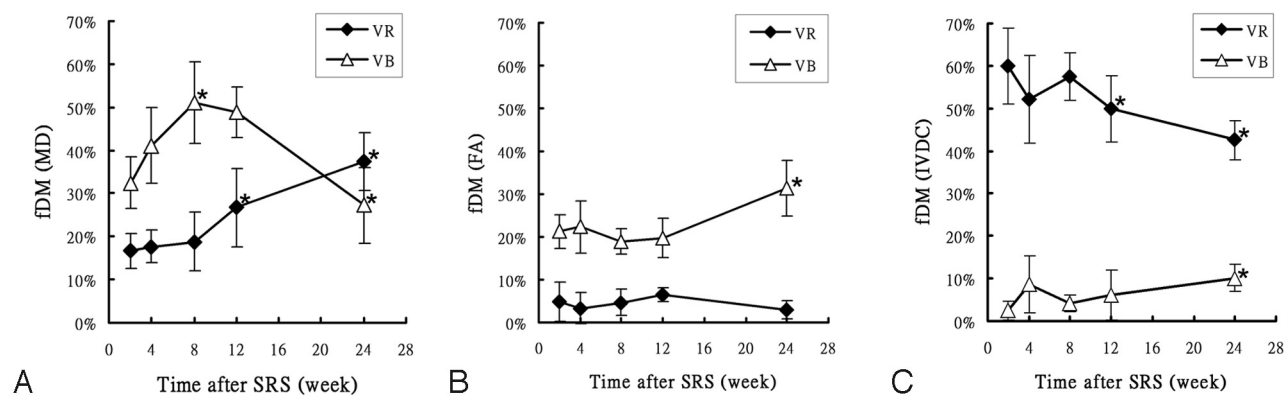 70%
60%
50%
40%
30%
20%
10%
0%
fDM (MD)
VR
VB
*
*
*
*
0 4 8 12 16 20 24 28
Time after SRS (week)
A
70%
60%
50%
40%
30%
20%
10%
0%
fDM (FA)
VR
VB
*
0 4 8 12 16 20 24 28
Time after SRS (week)
B
70%
60%
50%
40%
30%
20%
10%
0%
fDM (IVDC)
VR
VB
*
*
*
0 4 8 12 16 20 24 28
Time after SRS (week)
C